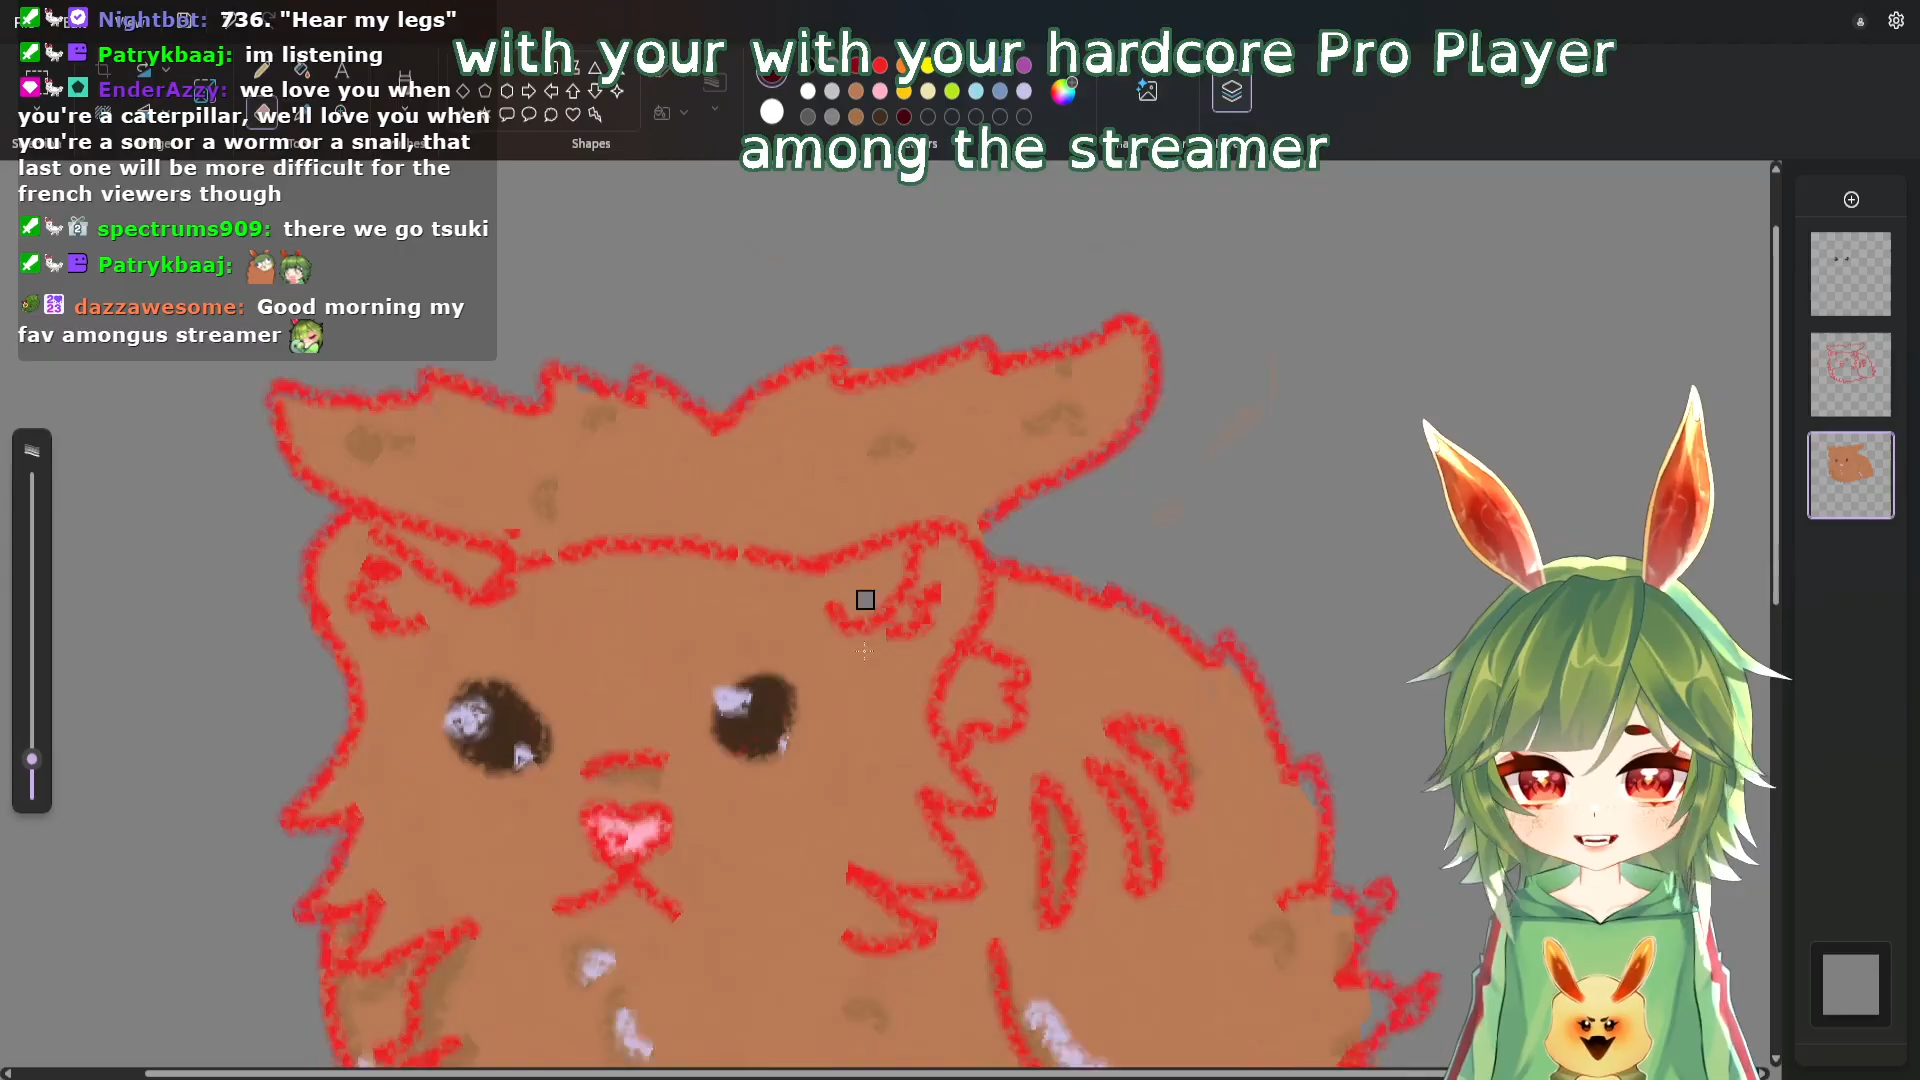 Nightbot: 736. "Hear my legs"
Patrykbaaj: im listening
EnderAzzy: we love you when
you're a caterpillar, we'll love you when
you're a son or a worm or a snail, that
last one will be more difficult for the
french viewers though
spectrums909: there we go tsuki
Patrykbaaj:
dazzawesome: Good morning my
fav amongus streamer
with your with your hardcore Pro Player
among the streamer
Shapes